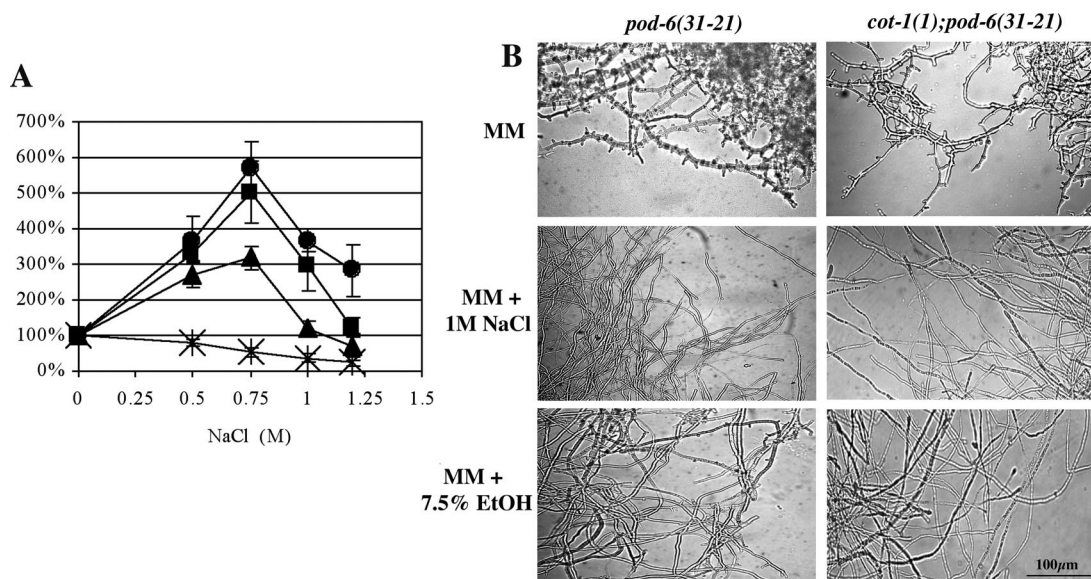 A
700%
600%
500%
400%
300%
200%
100%
0%
0 0.25 0.5 0.75 1 1.25 1.5
NaCl (M)
B
pod-6(31-21) cot-1(1);pod-6(31-21)
MM
MM +
1M NaCl
MM +
7.5% EtOH
100µm